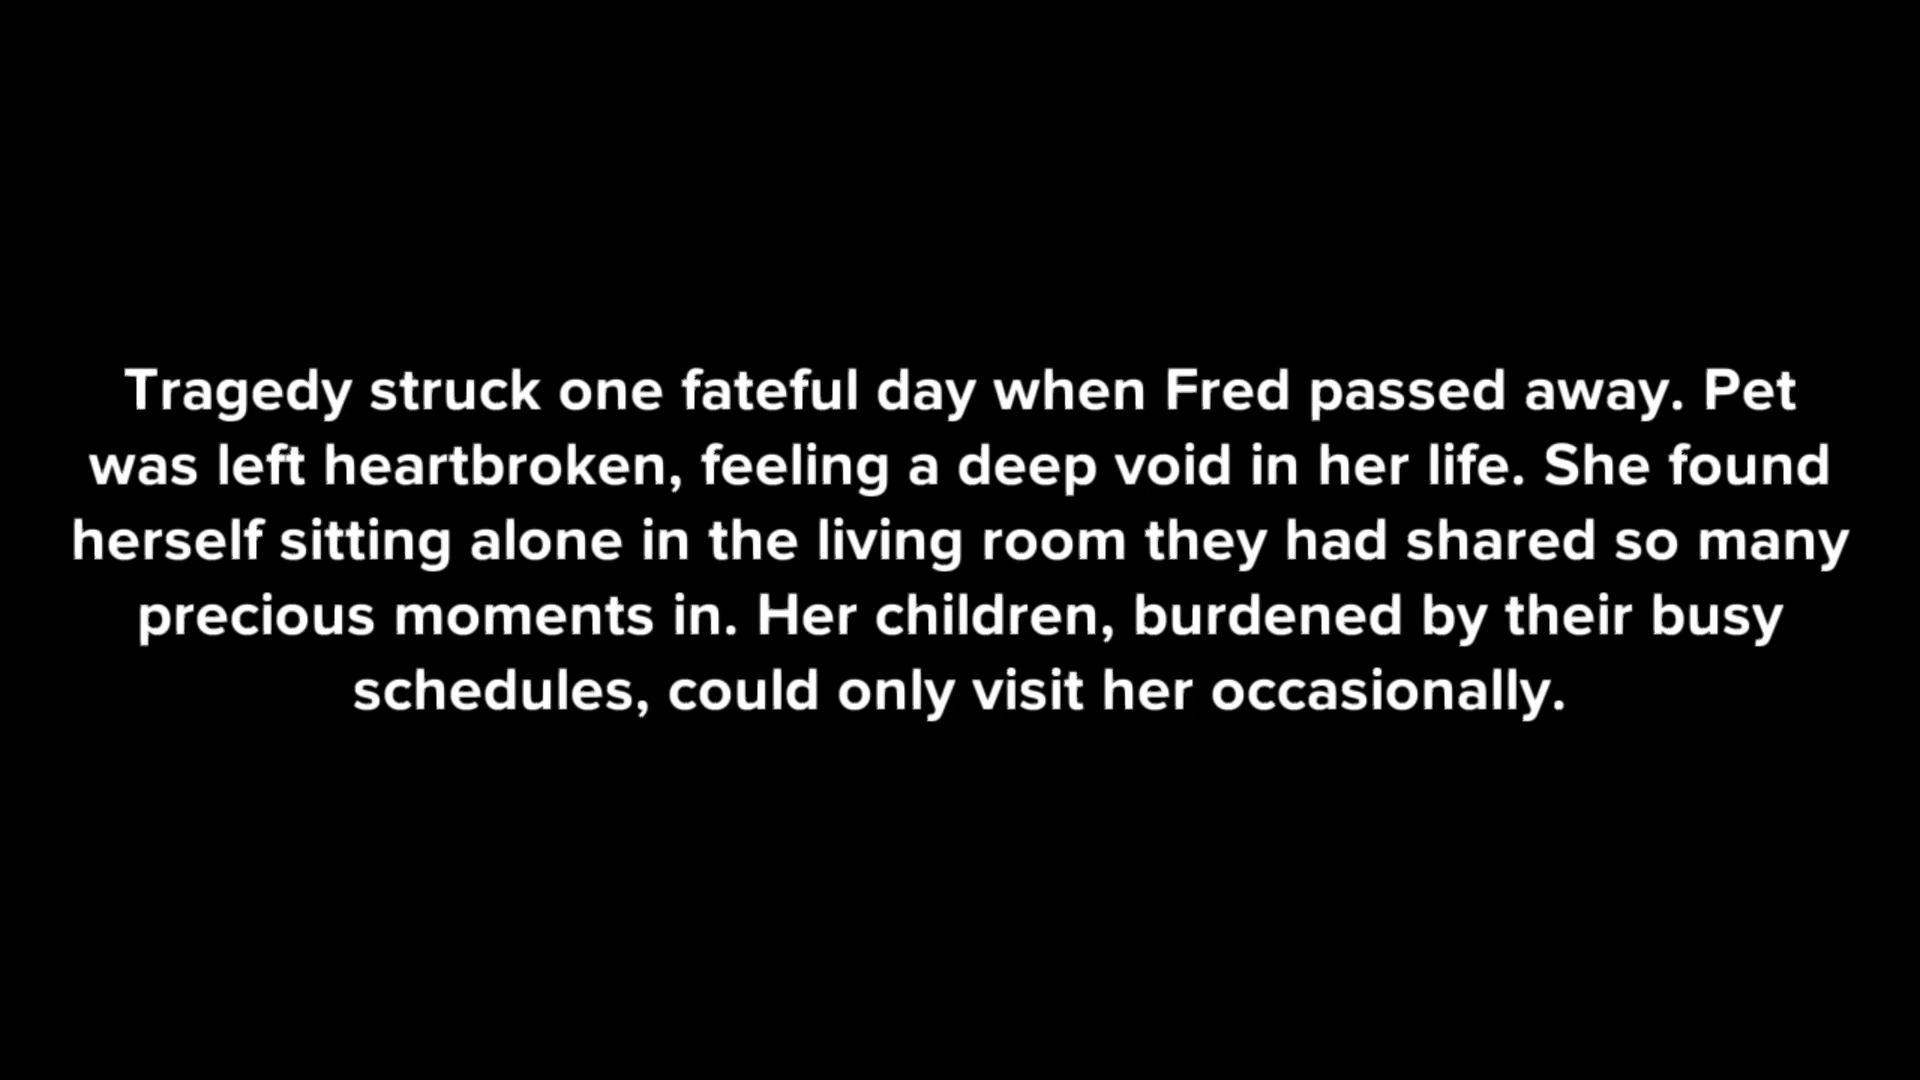 Tragedy struck one fateful day when Fred passed away. Pet
was left heartbroken, feeling a deep void in her life. She found
herself sitting alone in the living room they had shared so many
precious moments in. Her children, burdened by their busy
schedules, could only visit her occasionally.